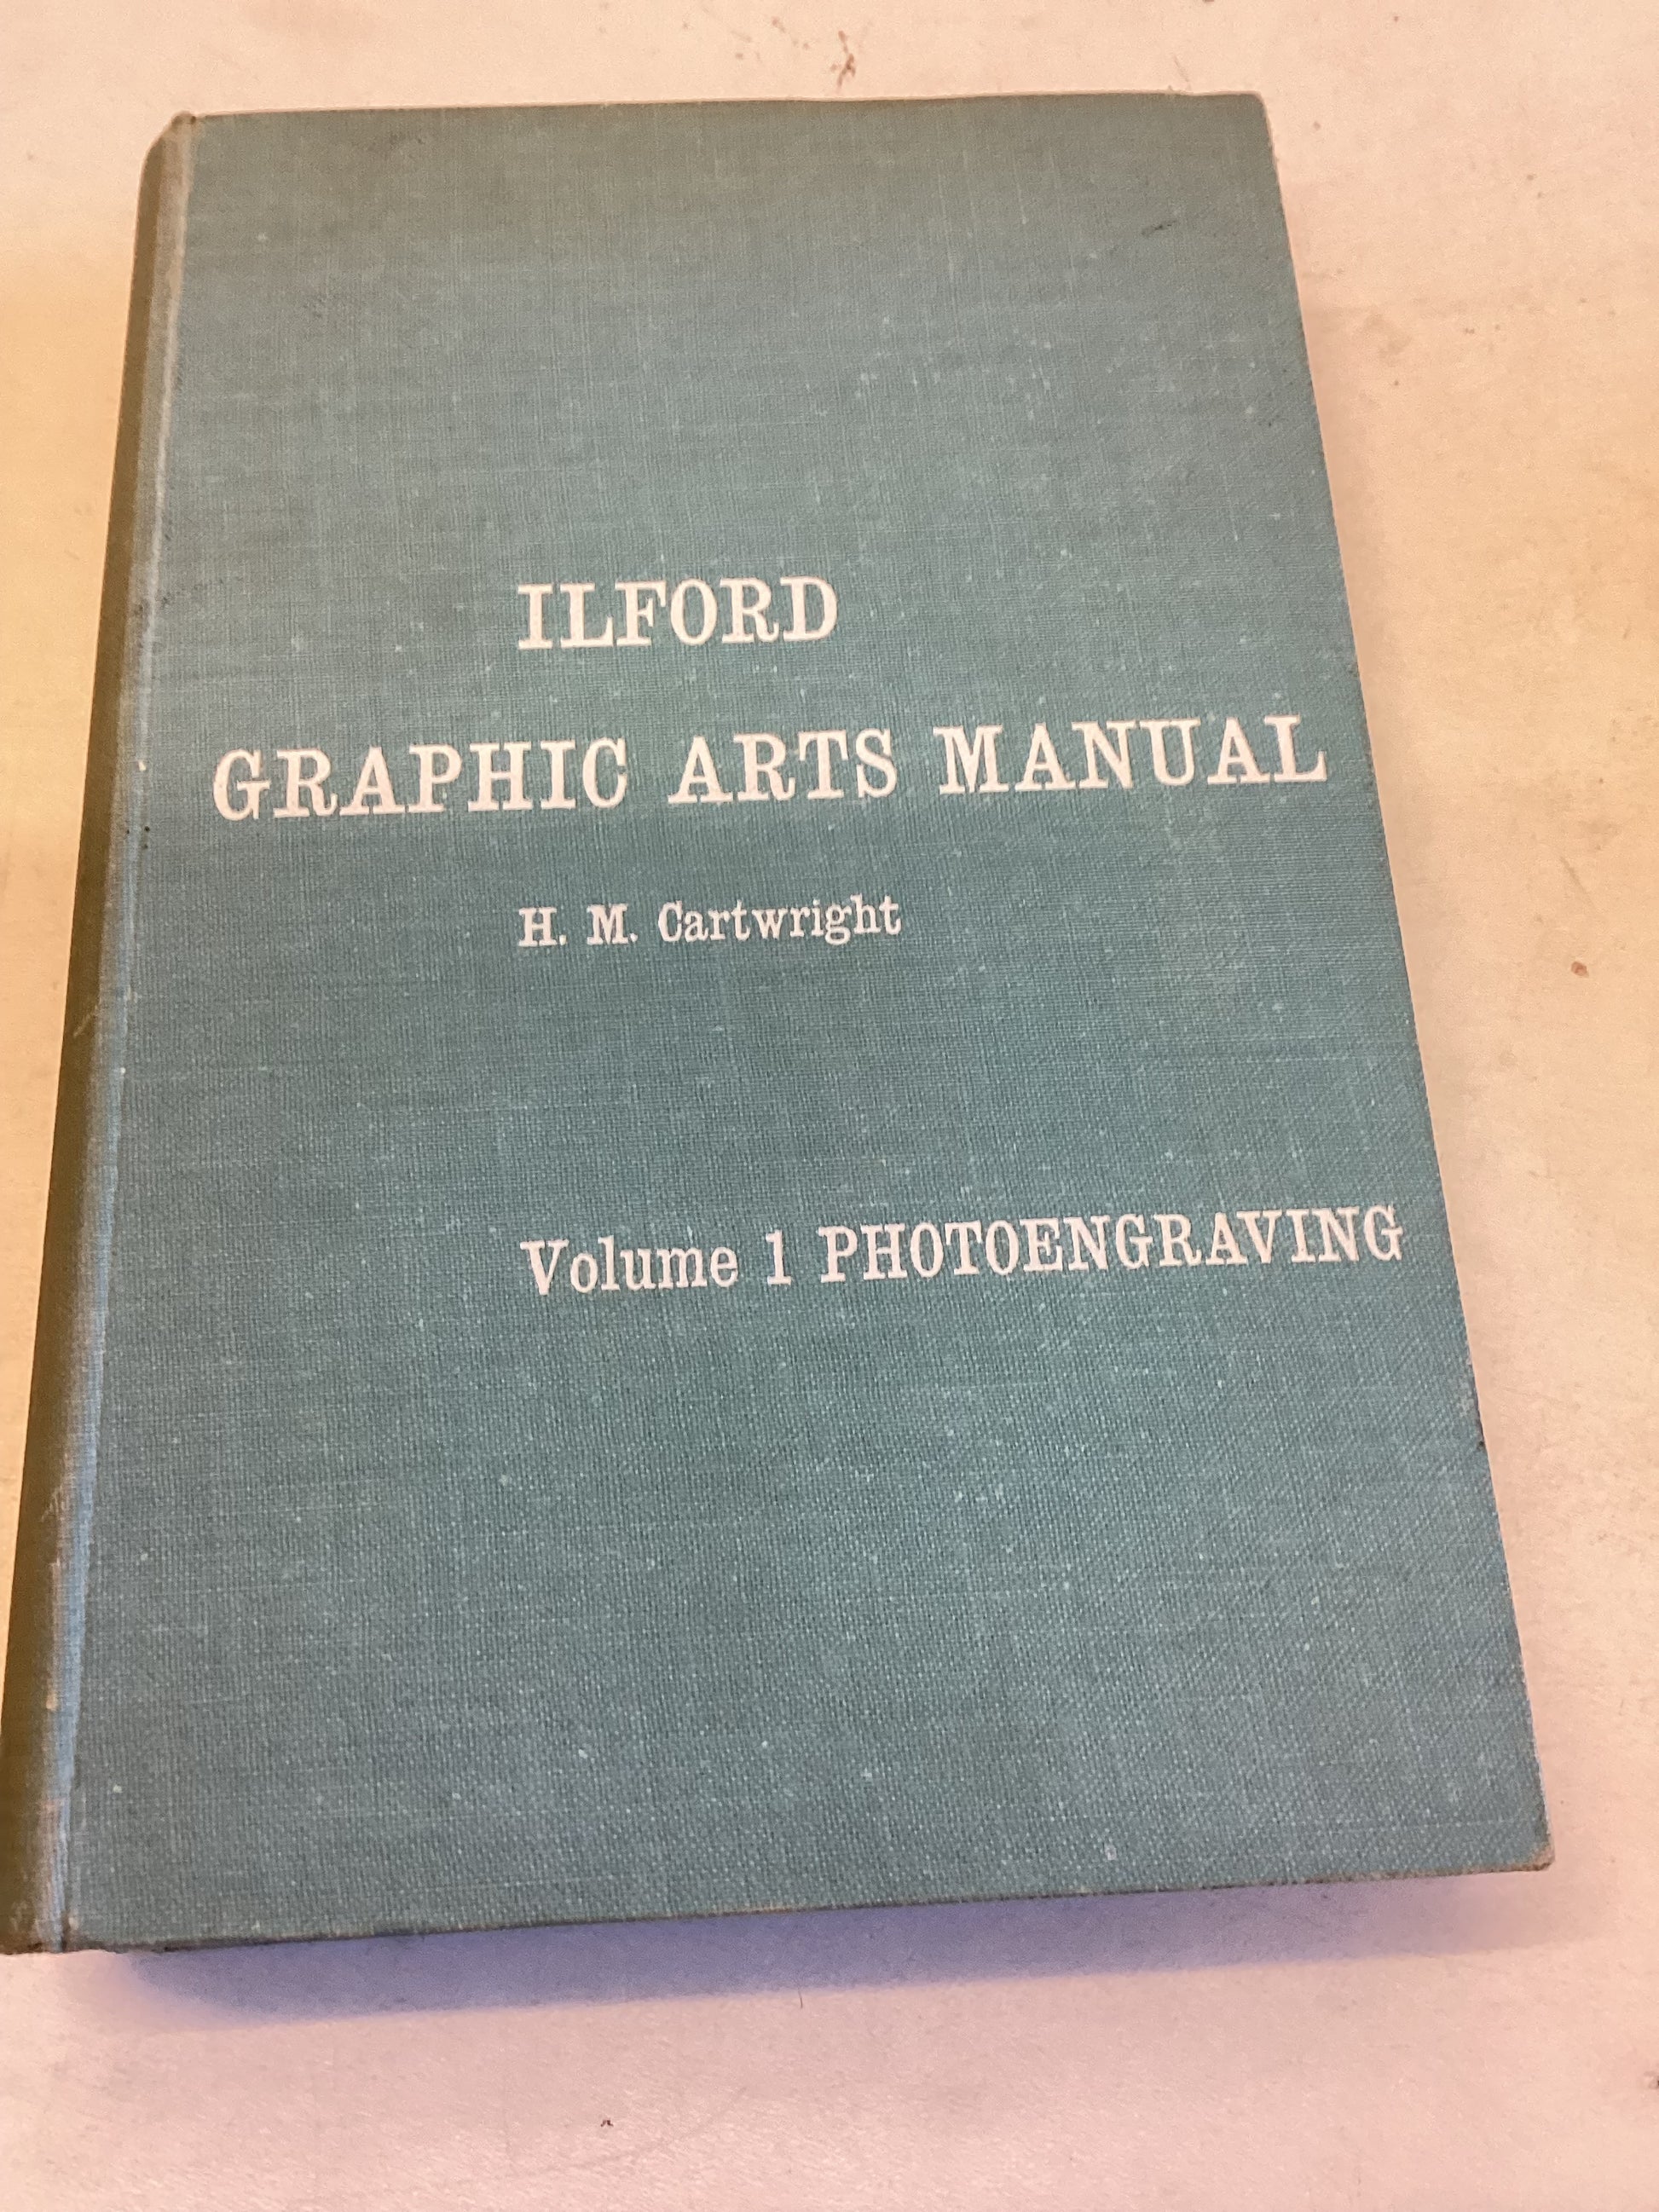 ILFORD
GRAPHIC ARTS MANUAL
H. M. Cartwright
Volume 1 PHOTOENGRAVING